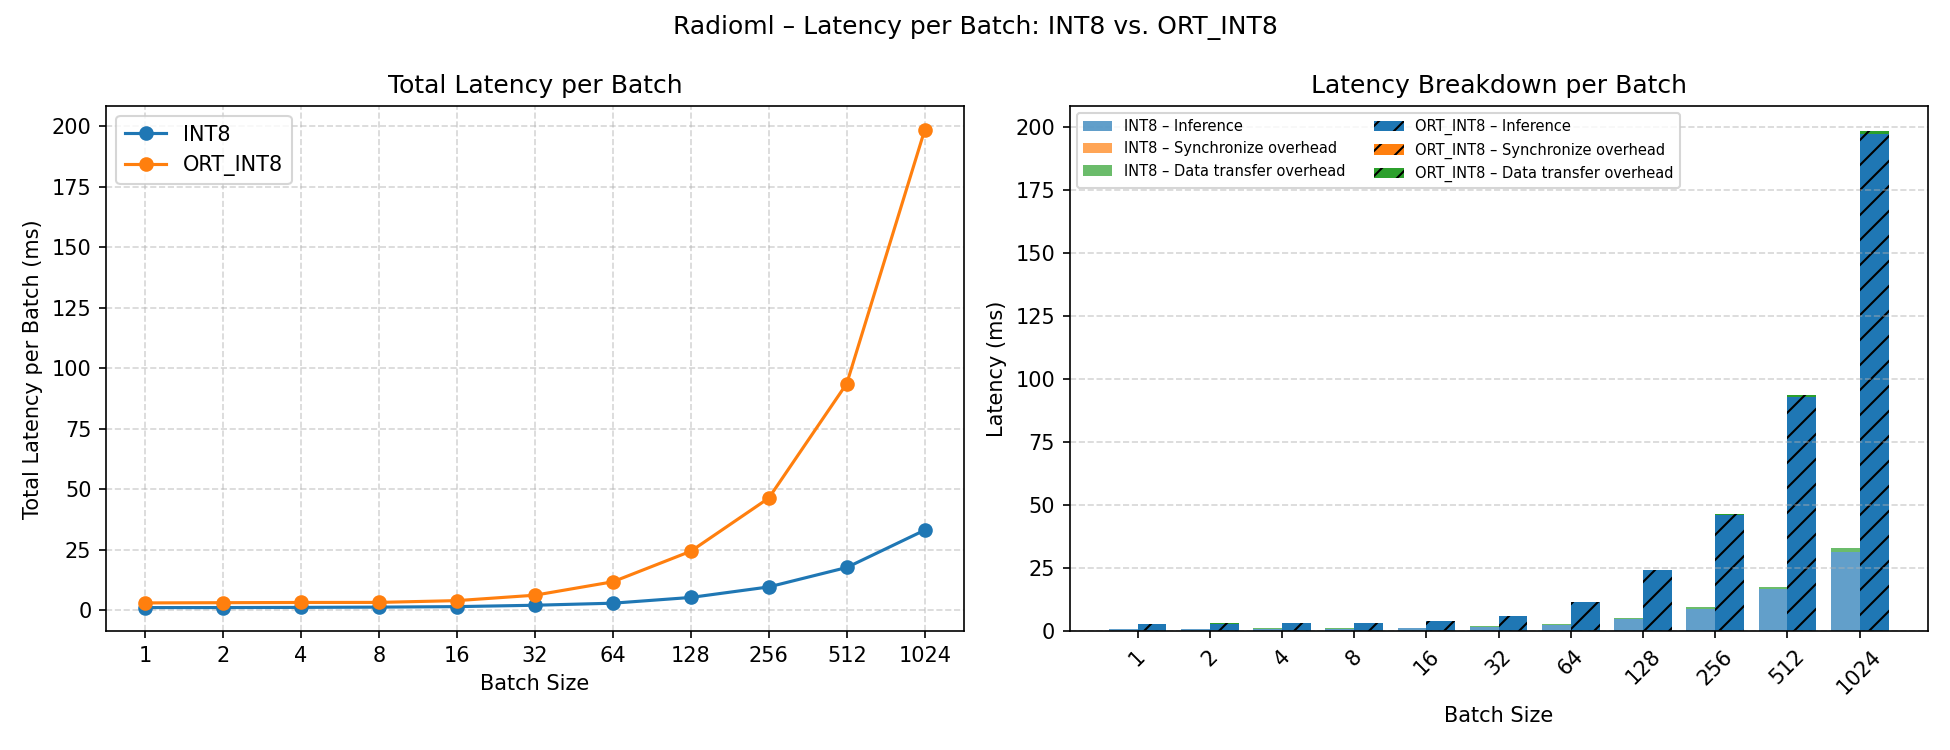 Radioml – Latency per Batch: INT8 vs. ORT_INT8
Total Latency per Batch
Total Latency per Batch (ms)
200
175
150
125
100
75
50
25
0
INT8
ORT_INT8
1 2 4 8 16 32 64 128 256 512 1024
Batch Size
Latency Breakdown per Batch
Latency (ms)
200
175
150
125
100
75
50
25
0
INT8 – Inference
INT8 – Synchronize overhead
INT8 – Data transfer overhead
ORT_INT8 – Inference
ORT_INT8 – Synchronize overhead
ORT_INT8 – Data transfer overhead
1 2 4 8 16 32 64 128 256 512 1024
Batch Size